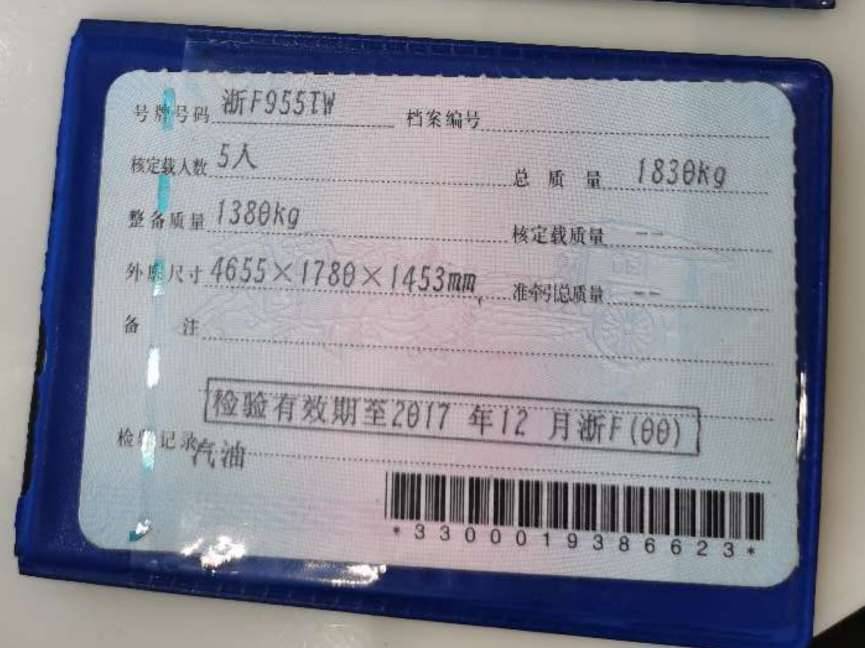 号牌号码 浙F955TW 档案编号
核定载人数 5人 总质量 1830kg
整备质量 1380kg 核定载质量 --
外廓尺寸 4655×1780×1453mm 准牵引总质量 --
备注
检验有效期至2017年12月浙F(00)
检验记录 汽油
*3300019386623*